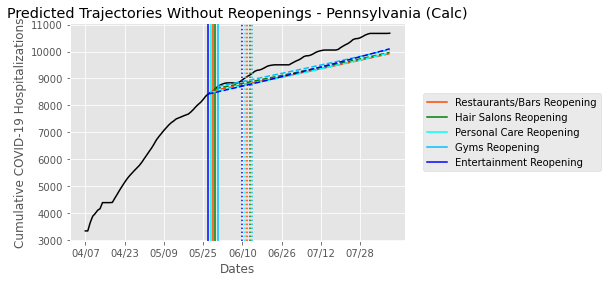 Predicted Trajectories Without Reopenings - Pennsylvania (Calc)
Cumulative COVID-19 Hospitalizations
11000
10000
9000
8000
7000
6000
5000
4000
3000
04/07
04/23
05/09
05/25
06/10
06/26
07/12
07/28
Dates
Restaurants/Bars Reopening
Hair Salons Reopening
Personal Care Reopening
Gyms Reopening
Entertainment Reopening